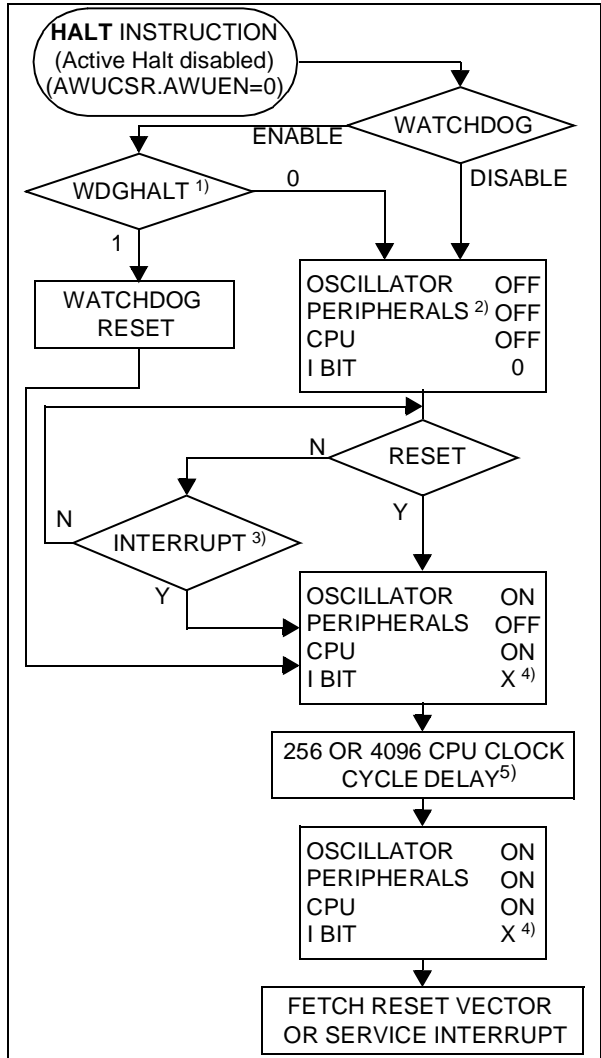 HALT INSTRUCTION
(Active Halt disabled)
(AWUCSR.AWUEN=0)
WATCHDOG
ENABLE
DISABLE
WDGHALT 1)
0
1
WATCHDOG
RESET
OSCILLATOR OFF
PERIPHERALS 2) OFF
CPU OFF
I BIT 0
RESET
N
Y
INTERRUPT 3)
N
Y
OSCILLATOR ON
PERIPHERALS OFF
CPU ON
I BIT X 4)
256 OR 4096 CPU CLOCK
CYCLE DELAY5)
OSCILLATOR ON
PERIPHERALS ON
CPU ON
I BIT X 4)
FETCH RESET VECTOR
OR SERVICE INTERRUPT